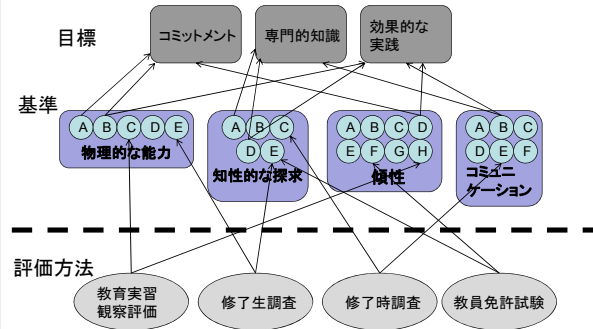 目標
コミットメント
専門的知識
効果的な
実践
基準
A B C D E
物理的な能力
A B C
D E
知性的な探求
A B C D
E F G H
傾性
A B C
D E F
コミュニ
ケーション
評価方法
教育実習
観察評価
修了生調査
修了時調査
教員免許試験